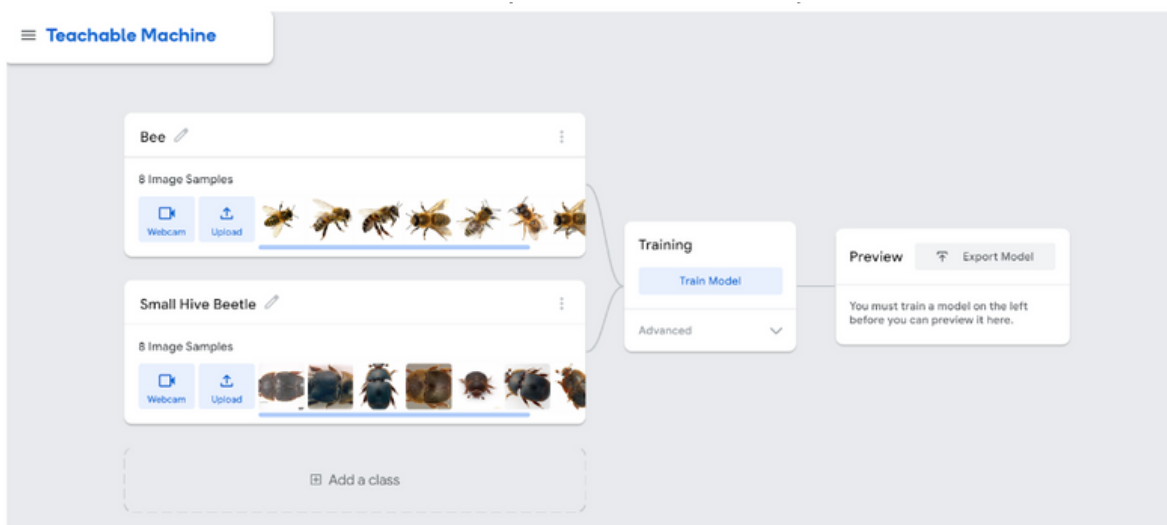 Teachable Machine
Bee
8 Image Samples
Webcam
Upload
Small Hive Beetle
8 Image Samples
Webcam
Upload
Add a class
Training
Train Model
Advanced
Preview
Export Model
You must train a model on the left
before you can preview it here.